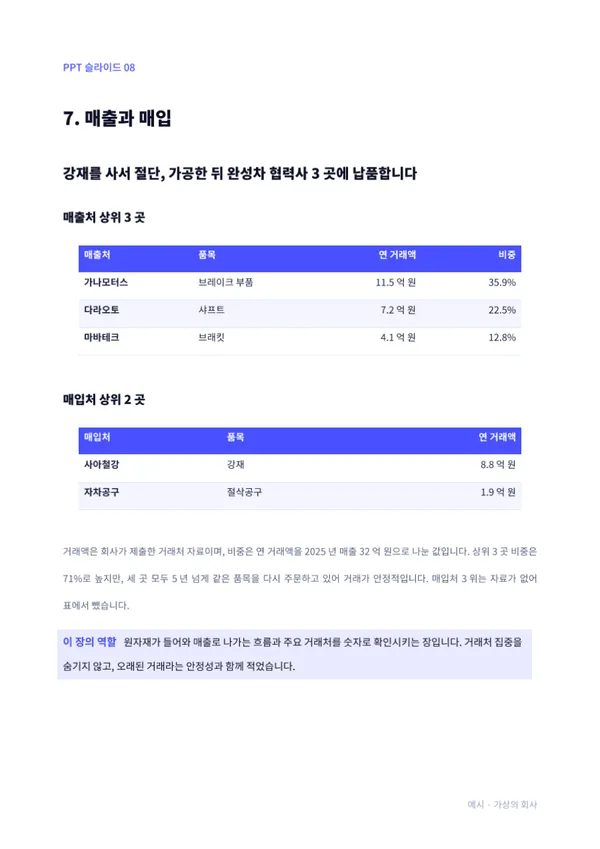 PPT 슬라이드 08
7. 매출과 매입
강재를 사서 절단, 가공한 뒤 완성차 협력사 3 곳에 납품합니다
매출처 상위 3 곳
매출처 품목 연 거래액 비중
가나모터스 브레이크 부품 11.5 억 원 35.9%
다라오토 샤프트 7.2 억 원 22.5%
마바테크 브래킷 4.1 억 원 12.8%
매입처 상위 2 곳
매입처 품목 연 거래액
사아철강 강재 8.8 억 원
자차공구 절삭공구 1.9 억 원
거래액은 회사가 제출한 거래처 자료이며, 비중은 연 거래액을 2025 년 매출 32 억 원으로 나눈 값입니다. 상위 3 곳 비중은
71%로 높지만, 세 곳 모두 5 년 넘게 같은 품목을 다시 주문하고 있어 거래가 안정적입니다. 매입처 3 위는 자료가 없어
표에서 뺐습니다.
이 장의 역할 원자재가 들어와 매출로 나가는 흐름과 주요 거래처를 숫자로 확인시키는 장입니다. 거래처 집중을
숨기지 않고, 오래된 거래라는 안정성과 함께 적었습니다.
예시 · 가상의 회사